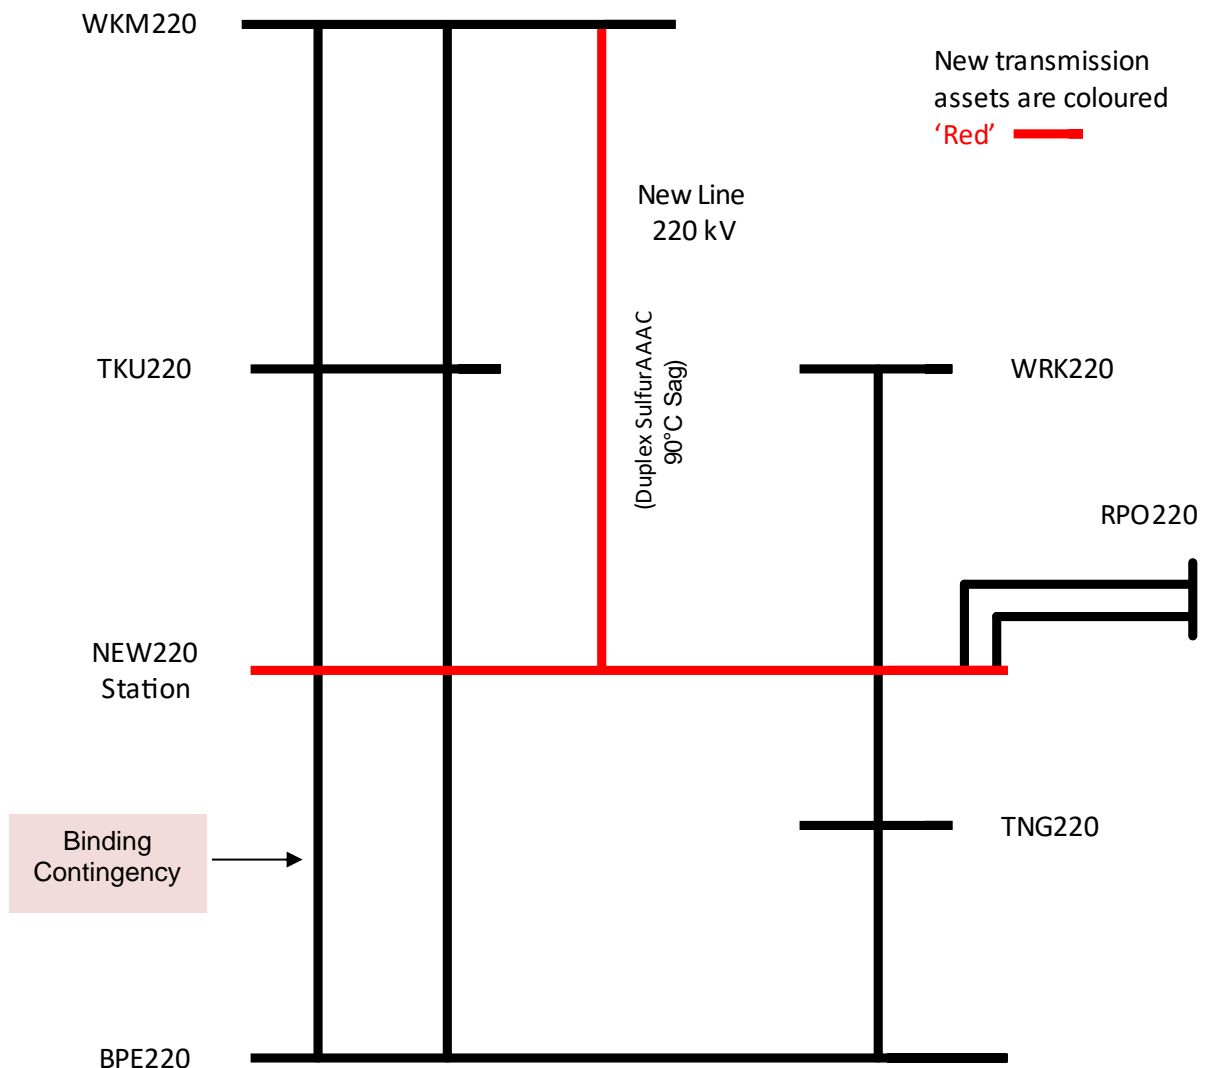 WKM220
New transmission
assets are coloured
‘Red’
New Line
220 kV
(Duplex SulfurAAAC
90°C Sag)
TKU220
WRK220
RPO220
NEW220
Station
Binding
Contingency
TNG220
BPE220